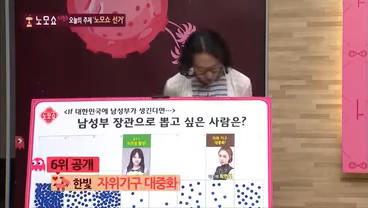 노모쇼 오늘의 주제 '노모쇼 선거'
노모쇼
<If 대한민국에 남성부가 생긴다면...>
남성부 장관으로 뽑고 싶은 사람은?
6위 공개
한빛 자위기구 대중화